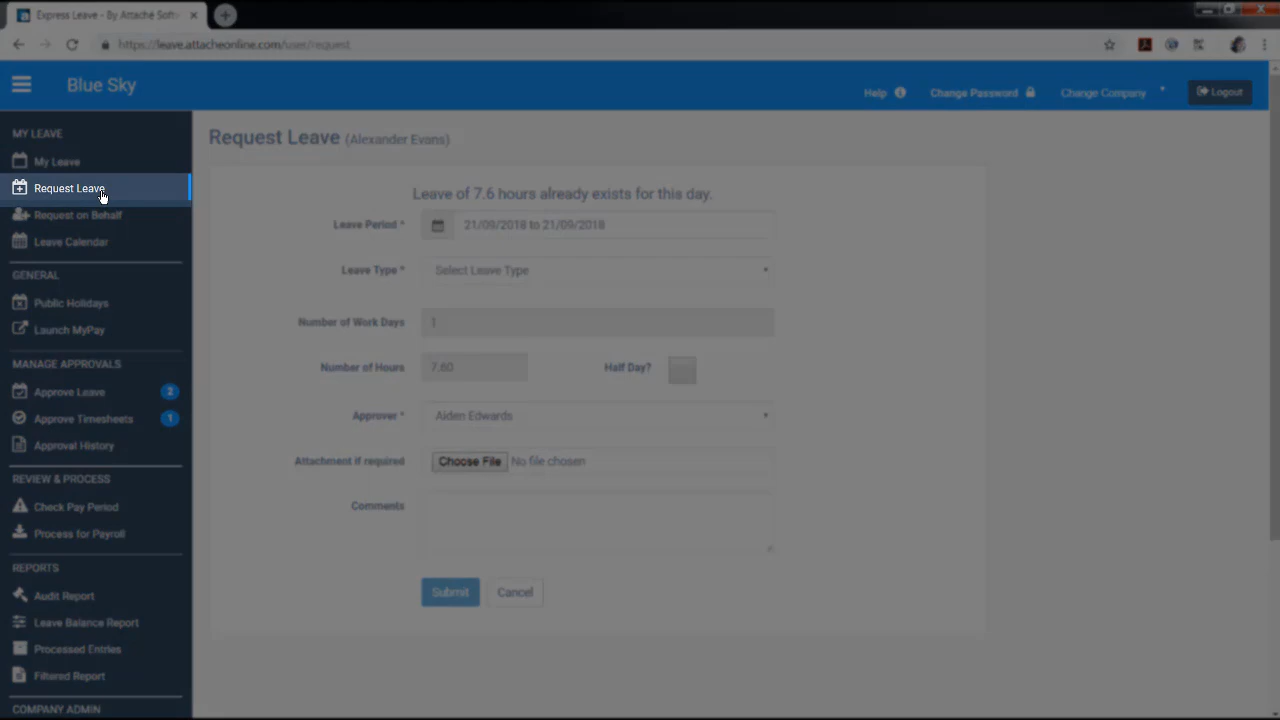 Express Leave - By Attaché Softw
https://leave.attacheonline.com/user/request
Blue Sky
Help
Change Password
Change Company
Logout
MY LEAVE
My Leave
Request Leave
Request on Behalf
Leave Calendar
GENERAL
Public Holidays
Launch MyPay
MANAGE APPROVALS
Approve Leave 2
Approve Timesheets 1
Approval History
REVIEW & PROCESS
Check Pay Period
Process for Payroll
REPORTS
Audit Report
Leave Balance Report
Processed Entries
Filtered Report
COMPANY ADMIN
Request Leave (Alexander Evans)
Leave of 7.6 hours already exists for this day.
Leave Period * 21/09/2018 to 21/09/2018
Leave Type * Select Leave Type
Number of Work Days 1
Number of Hours 7.60 Half Day?
Approver * Aiden Edwards
Attachment if required Choose File No file chosen
Comments
Submit Cancel